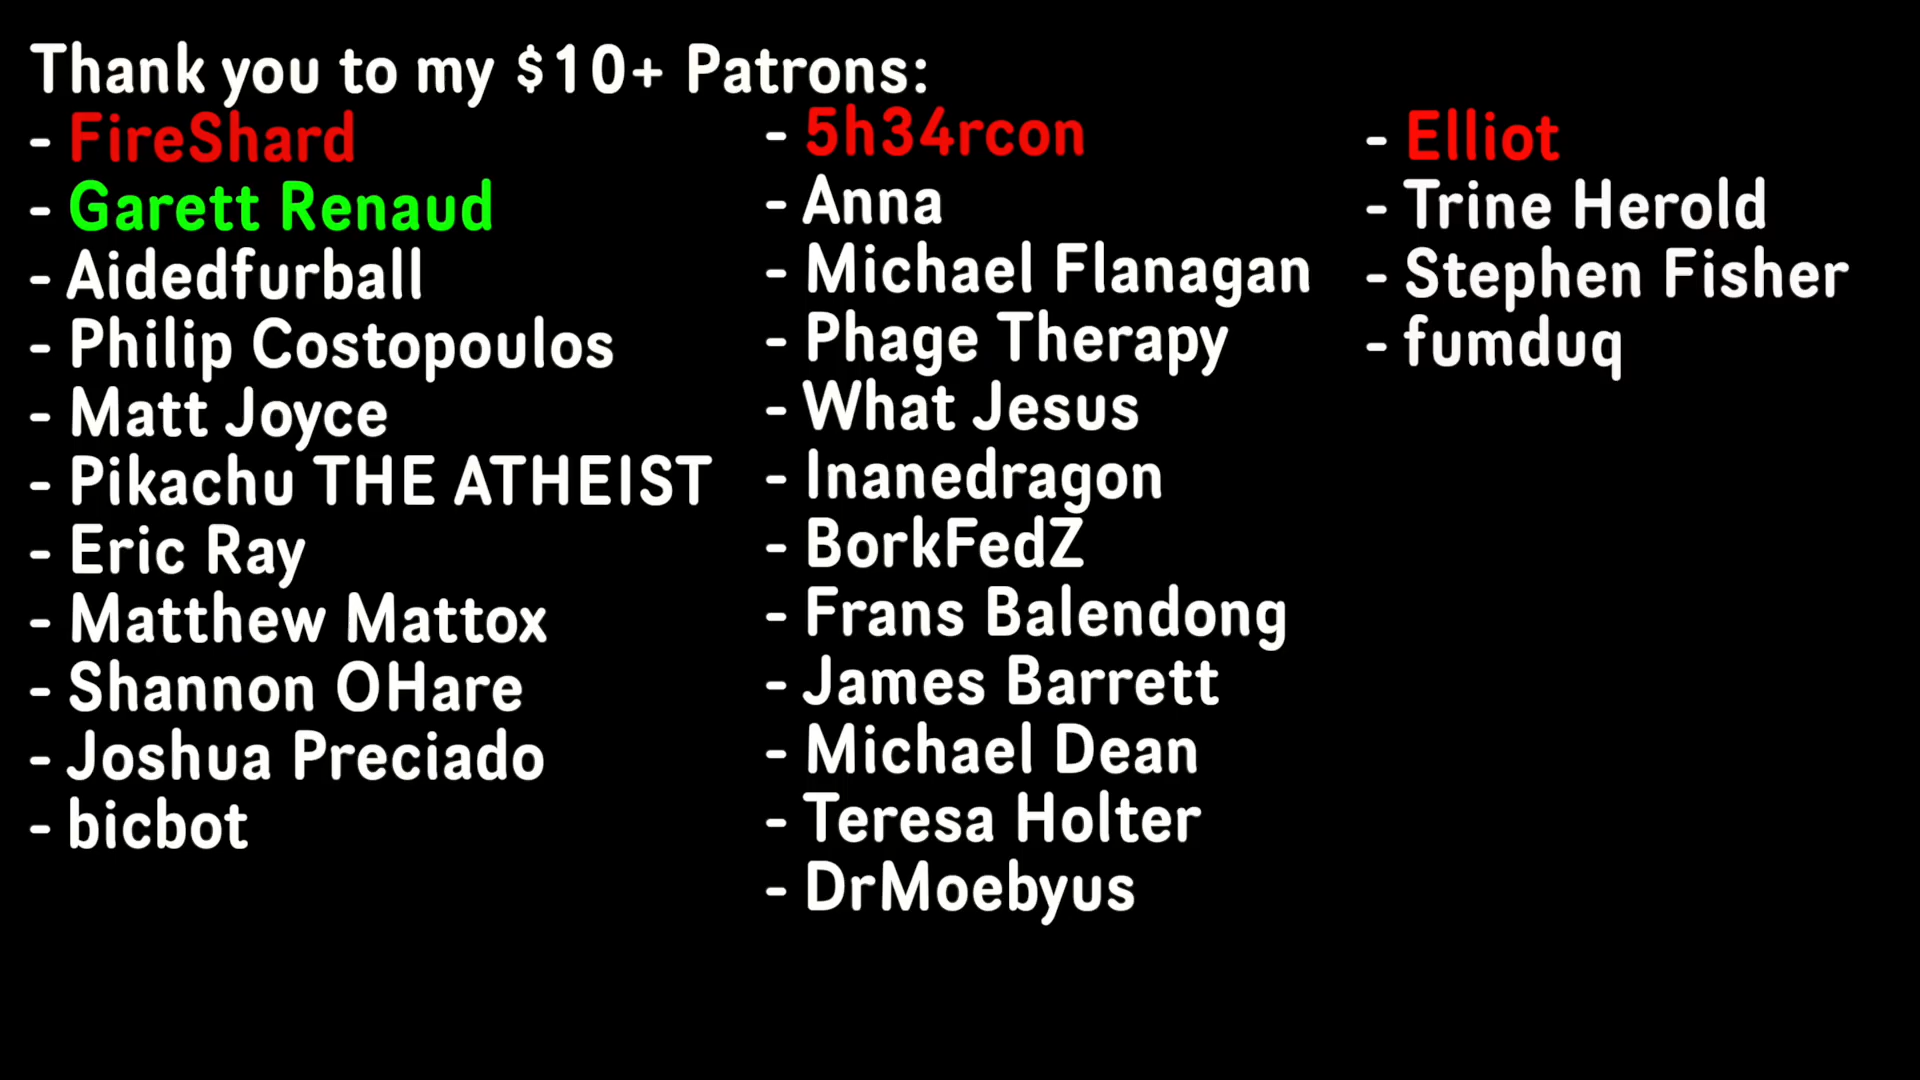 Thank you to my $10+ Patrons:
- FireShard
- Garett Renaud
- Aidedfurball
- Philip Costopoulos
- Matt Joyce
- Pikachu THE ATHEIST
- Eric Ray
- Matthew Mattox
- Shannon OHare
- Joshua Preciado
- bicbot
- 5h34rcon
- Anna
- Michael Flanagan
- Phage Therapy
- What Jesus
- Inanedragon
- BorkFedZ
- Frans Balendong
- James Barrett
- Michael Dean
- Teresa Holter
- DrMoebyus
- Elliot
- Trine Herold
- Stephen Fisher
- fumduq